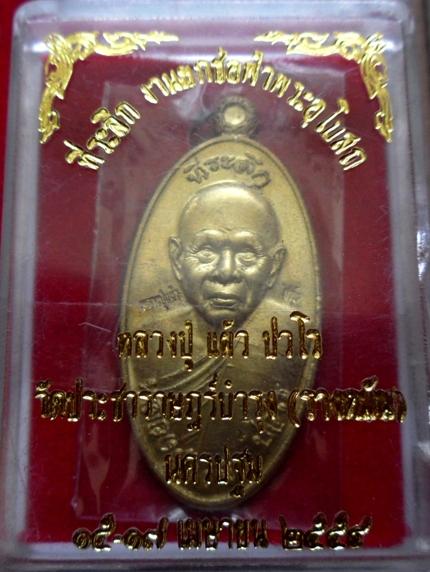 ที่ระลึก งานยกช่อฟ้าพระอุโบสถ
ที่ระลึก
หลวงปู่ แผ้ว ปวโร
วัดประชาราษฎร์บำรุง (รางหมัน)
นครปฐม
๑๕-๑๗ เมษายน ๒๕๕๔